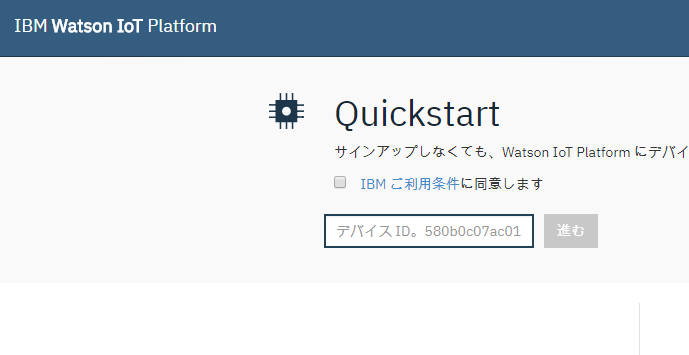 IBM Watson IoT Platform
Quickstart
サインアップしなくても、Watson IoT Platform にデバイ
IBM ご利用条件に同意します
デバイス ID。580b0c07ac01 進む